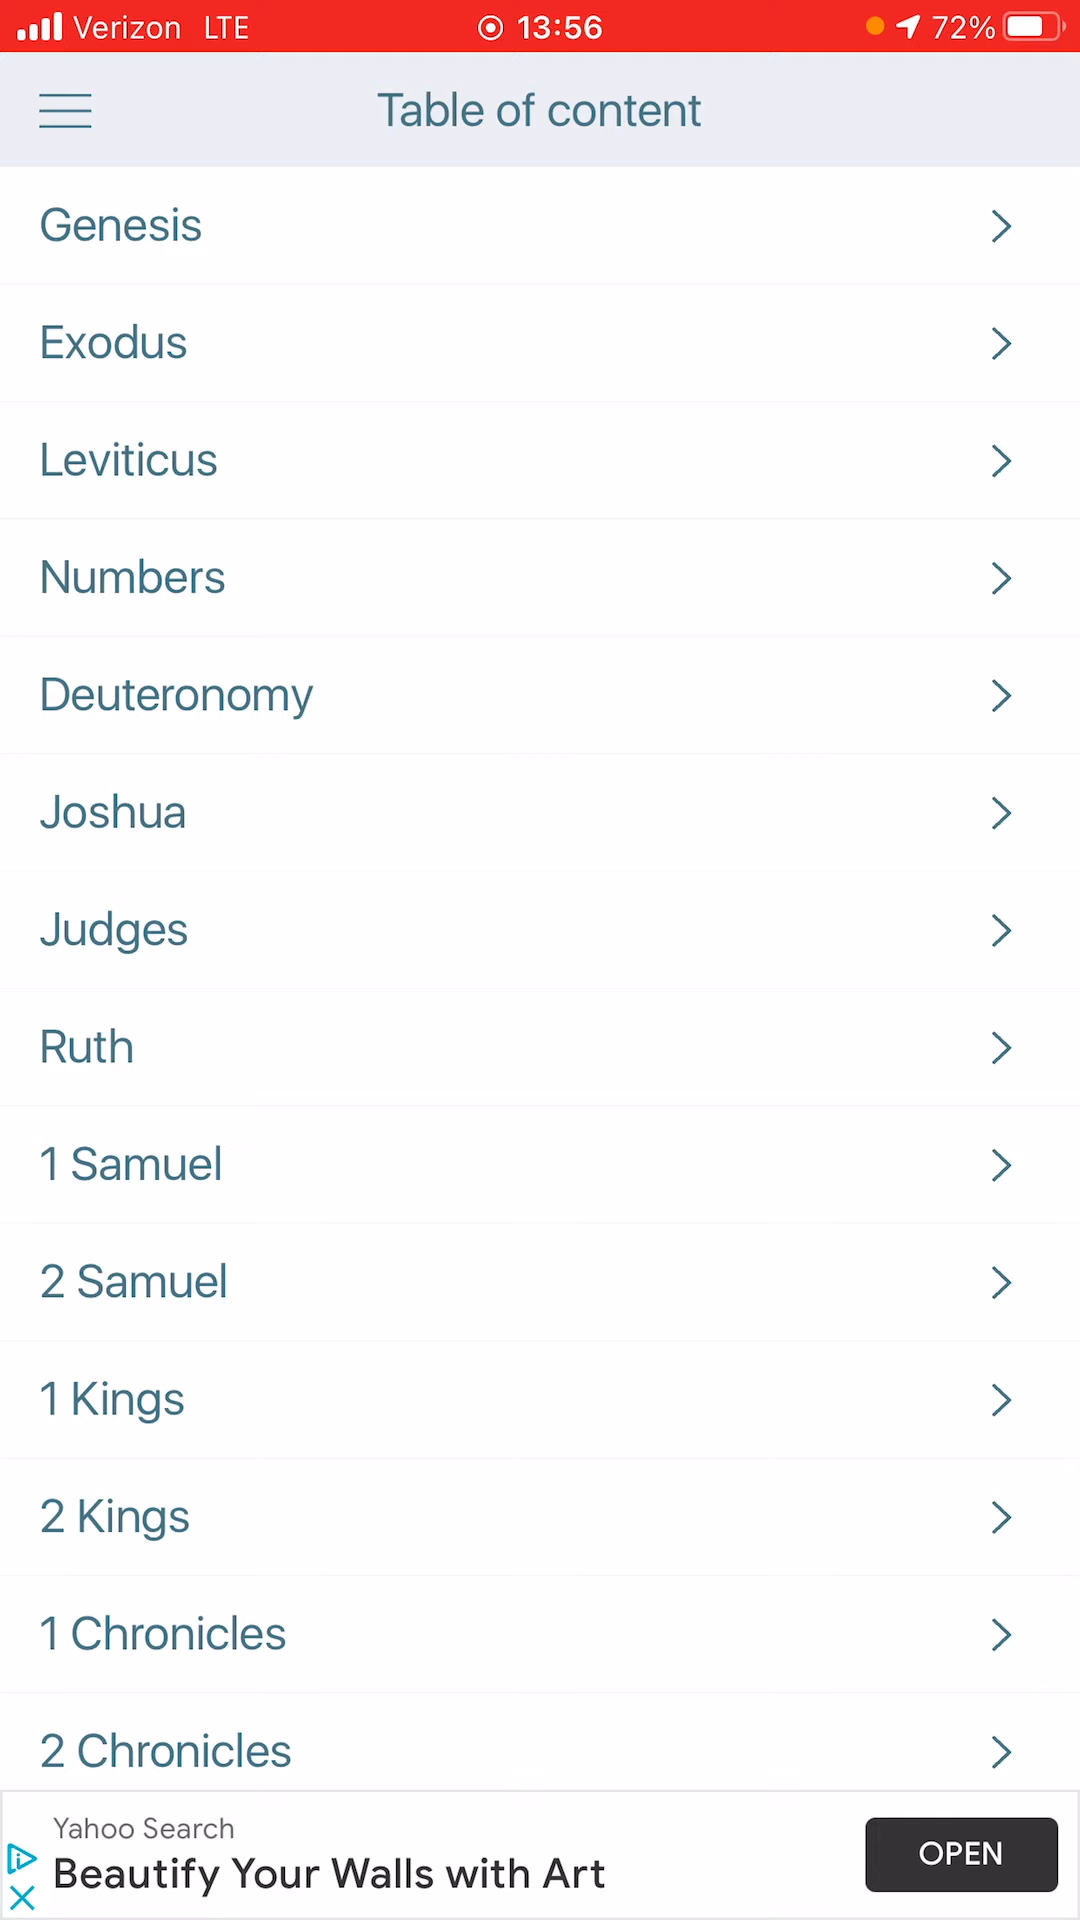 Verizon LTE 13:56 72%
Table of content
Genesis
Exodus
Leviticus
Numbers
Deuteronomy
Joshua
Judges
Ruth
1 Samuel
2 Samuel
1 Kings
2 Kings
1 Chronicles
2 Chronicles
Yahoo Search
Beautify Your Walls with Art
OPEN